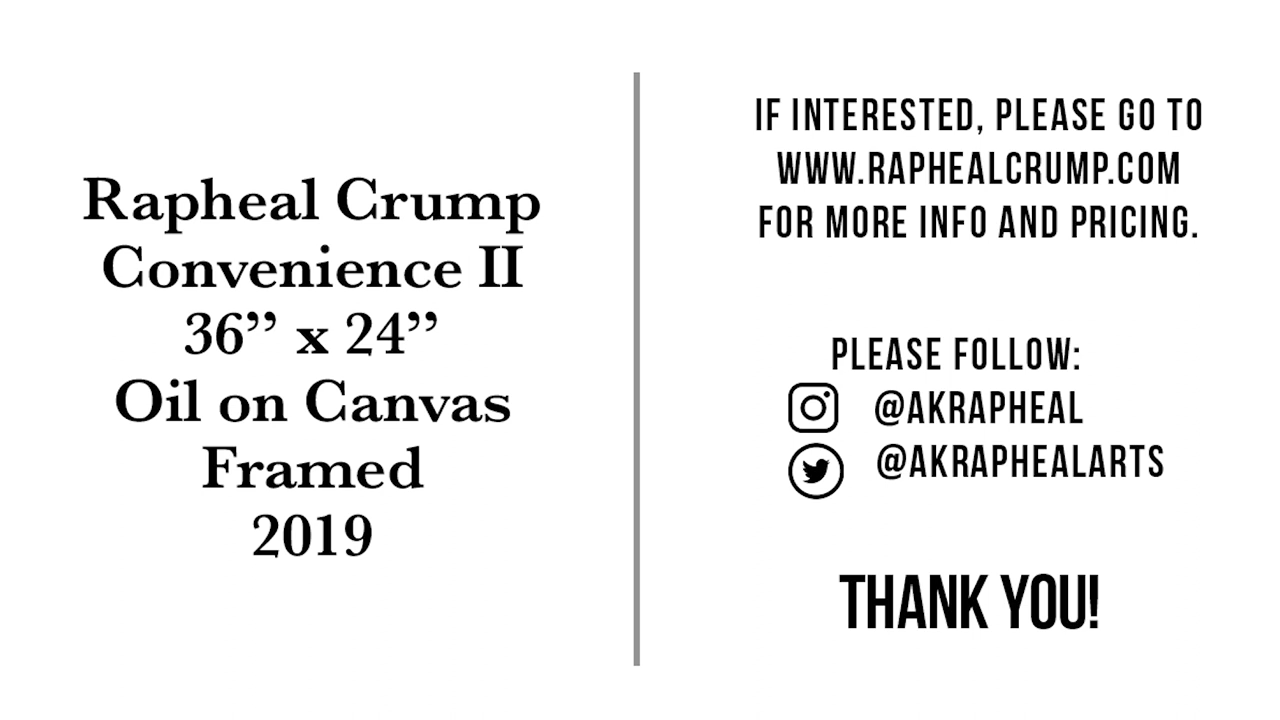 Rapheal Crump
Convenience II
36” x 24”
Oil on Canvas
Framed
2019
IF INTERESTED, PLEASE GO TO
WWW.RAPHEALCRUMP.COM
FOR MORE INFO AND PRICING.
PLEASE FOLLOW:
@AKRAPHEAL
@AKRAPHEALARTS
THANK YOU!